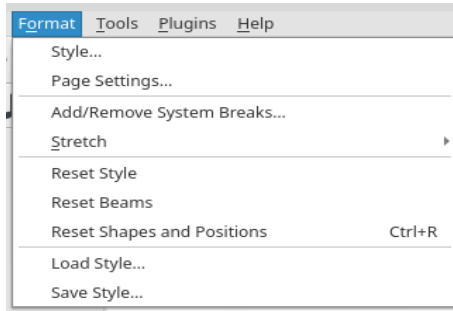 Format Tools Plugins Help
Style...
Page Settings...
Add/Remove System Breaks...
Stretch
Reset Style
Reset Beams
Reset Shapes and Positions Ctrl+R
Load Style...
Save Style...